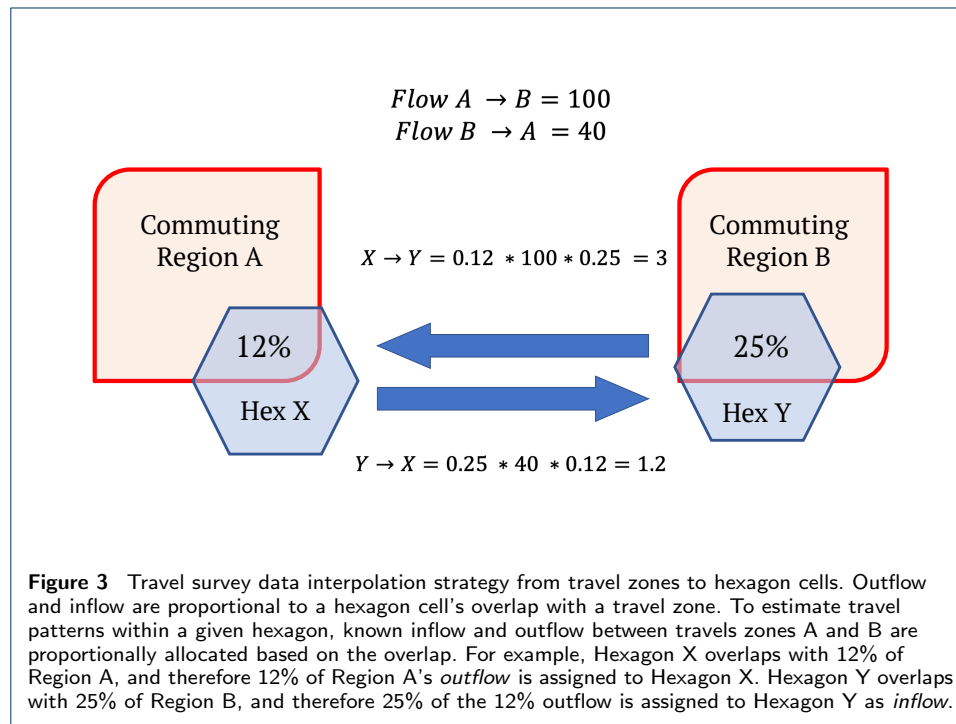 Flow A → B = 100
Flow B → A = 40
Commuting
Region A
Commuting
Region B
X → Y = 0.12 * 100 * 0.25 = 3
12%
25%
Hex X
Hex Y
Y → X = 0.25 * 40 * 0.12 = 1.2
Figure 3 Travel survey data interpolation strategy from travel zones to hexagon cells. Outflow
and inflow are proportional to a hexagon cell's overlap with a travel zone. To estimate travel
patterns within a given hexagon, known inflow and outflow between travels zones A and B are
proportionally allocated based on the overlap. For example, Hexagon X overlaps with 12% of
Region A, and therefore 12% of Region A's outflow is assigned to Hexagon X. Hexagon Y overlaps
with 25% of Region B, and therefore 25% of the 12% outflow is assigned to Hexagon Y as inflow.